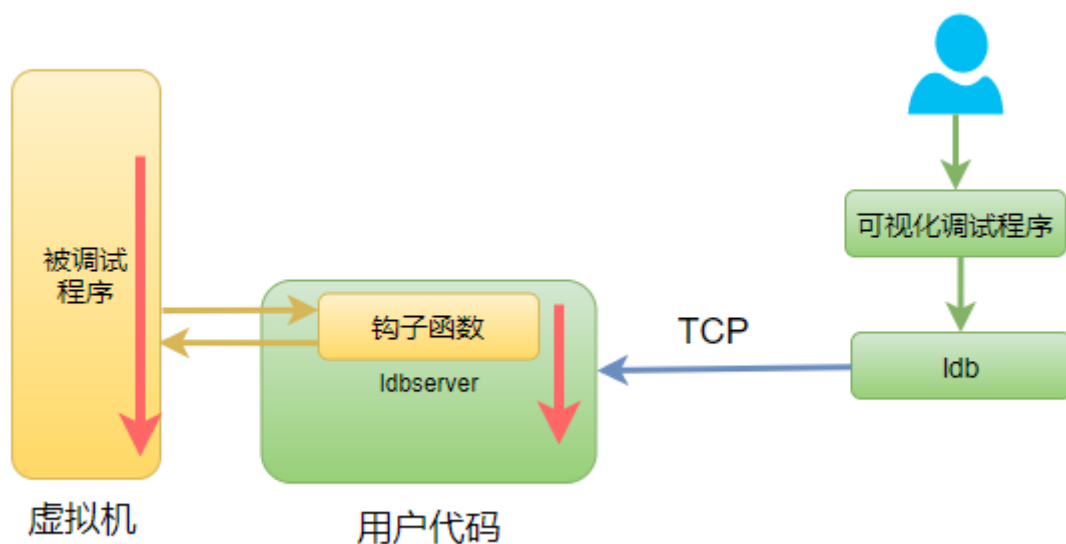 被调试
程序
虚拟机
钩子函数
ldbserver
用户代码
TCP
可视化调试程序
ldb